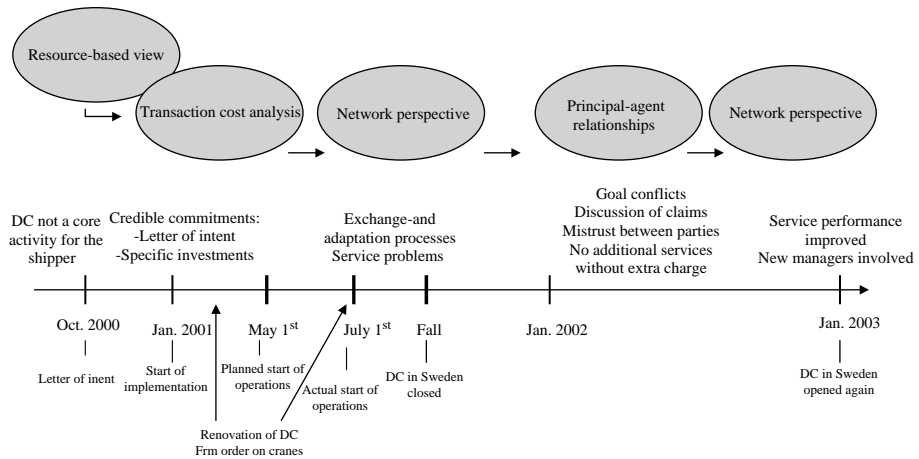 Resource-based view
Transaction cost analysis
Network perspective
Principal-agent
relationships
Network perspective
DC not a core
activity for the
shipper
Credible commitments:
-Letter of intent
-Specific investments
Exchange-and
adaptation processes
Service problems
Goal conflicts
Discussion of claims
Mistrust between parties
No additional services
without extra charge
Service performance
improved
New managers involved
Oct. 2000
Jan. 2001
May 1st
July 1st
Fall
Jan. 2002
Jan. 2003
Letter of inent
Start of
implementation
Planned start of
operations
Actual start of
operations
DC in Sweden
closed
DC in Sweden
opened again
Renovation of DC
Frm order on cranes